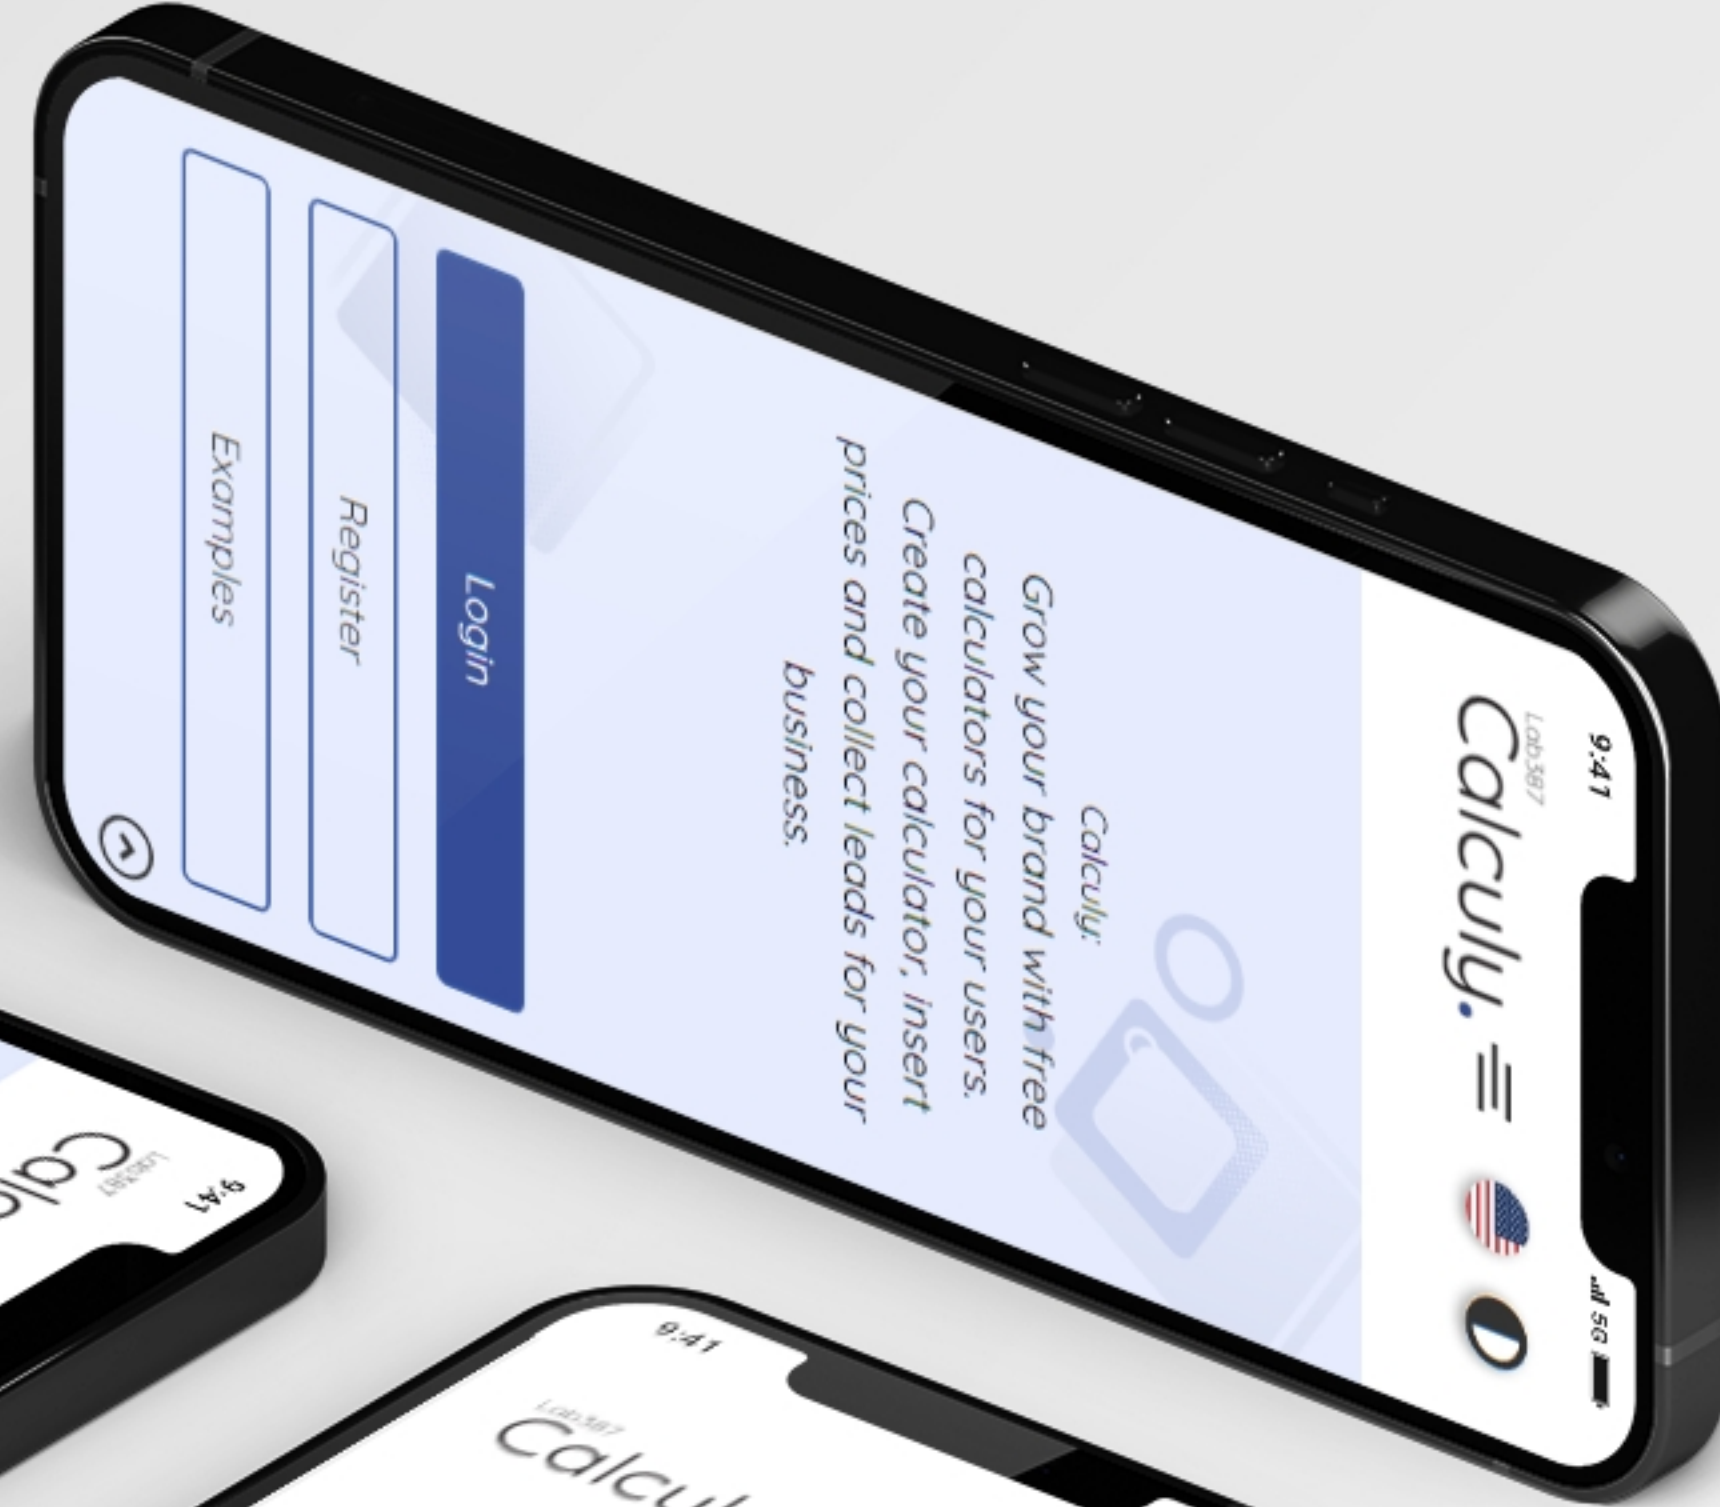 9:41
5G
Lab387
Calculy.
Calculy:
Grow your brand with free
calculators for your users.
Create your calculator, insert
prices and collect leads for your
business.
Login
Register
Examples
9:41
Lab387
Calc
9:41
Lab387
Calcul